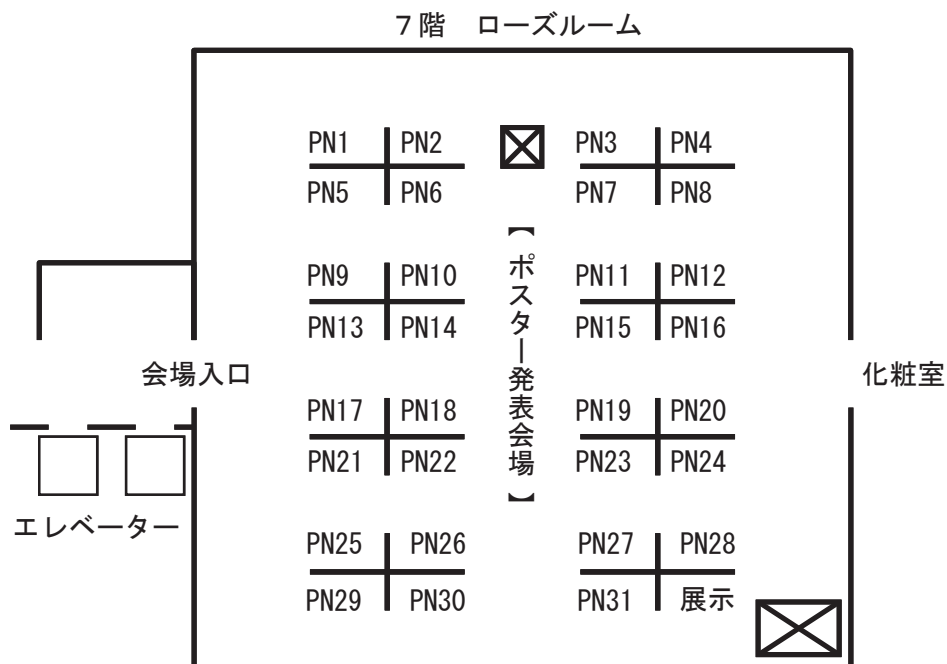 ７階　ローズルーム
PN1 PN2 PN3 PN4
PN5 PN6 PN7 PN8
【ポスター発表会場】
PN9 PN10 PN11 PN12
PN13 PN14 PN15 PN16
会場入口
化粧室
PN17 PN18 PN19 PN20
PN21 PN22 PN23 PN24
エレベーター
PN25 PN26 PN27 PN28
PN29 PN30 PN31 展示